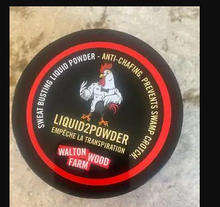 SWEAT BUSTING LIQUID POWDER - ANTI-CHAFING, PREVENTS SWAMP CROTCH
LIQUID2POWDER
EMPÊCHE LA TRANSPIRATION
WALTON WOOD
FARM